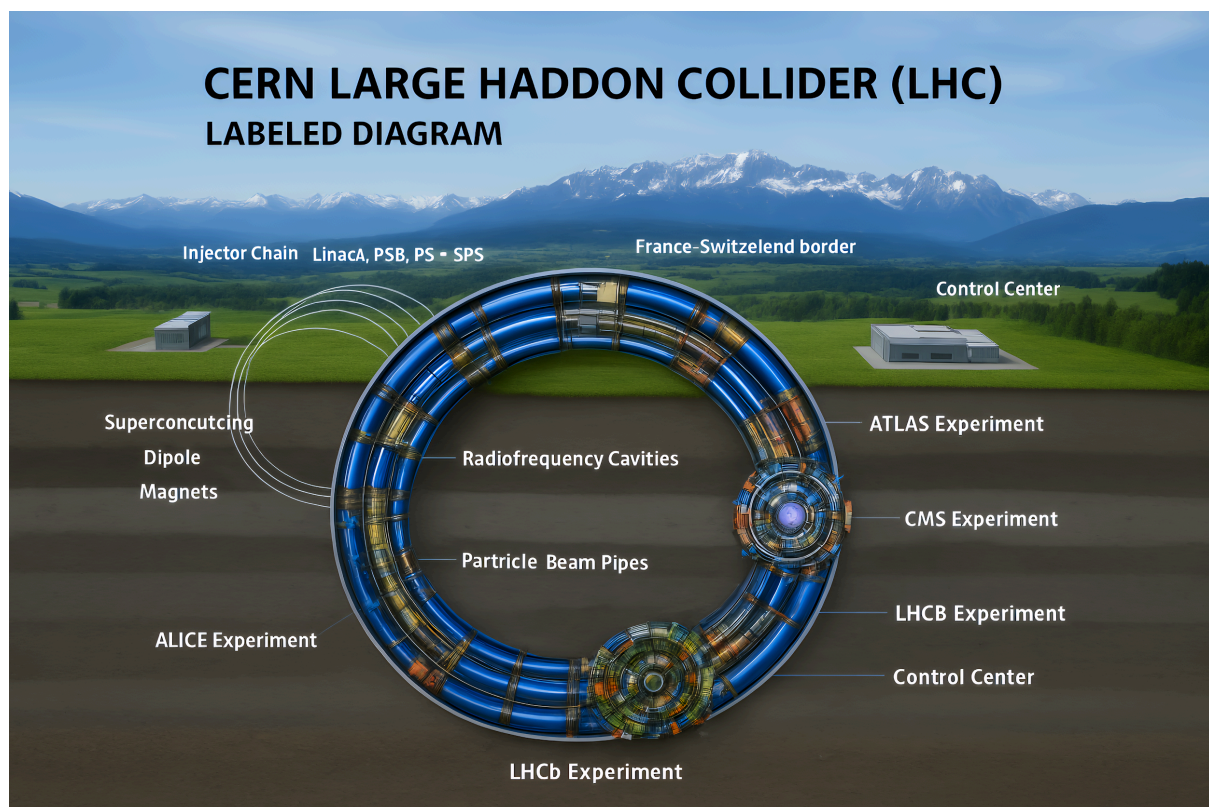 CERN LARGE HADDON COLLIDER (LHC)
LABELED DIAGRAM
Injector Chain LinacA, PSB, PS - SPS
France-Switzelend border
Control Center
Superconcutcing
Dipole
Magnets
Radiofrequency Cavities
ATLAS Experiment
CMS Experiment
Partricle Beam Pipes
LHCB Experiment
ALICE Experiment
Control Center
LHCb Experiment